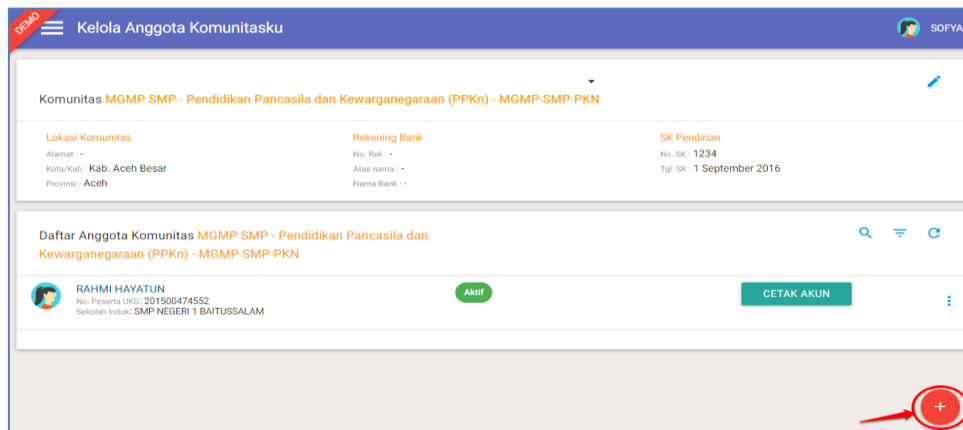 DEMO
Kelola Anggota Komunitasku
SOFYA
Komunitas MGMP SMP - Pendidikan Pancasila dan Kewarganegaraan (PPKn) - MGMP-SMP-PKN
Lokasi Komunitas
Alamat : -
Kota/Kab : Kab. Aceh Besar
Provinsi : Aceh
Rekening Bank
No. Rek : -
Atas nama : -
Nama Bank : -
SK Pendirian
No. SK : 1234
Tgl. SK : 1 September 2016
Daftar Anggota Komunitas MGMP SMP - Pendidikan Pancasila dan
Kewarganegaraan (PPKn) - MGMP-SMP-PKN
RAHMI HAYATUN
No. Peserta UKG: 201500474552
Sekolah Induk: SMP NEGERI 1 BAITUSSALAM
Aktif
CETAK AKUN